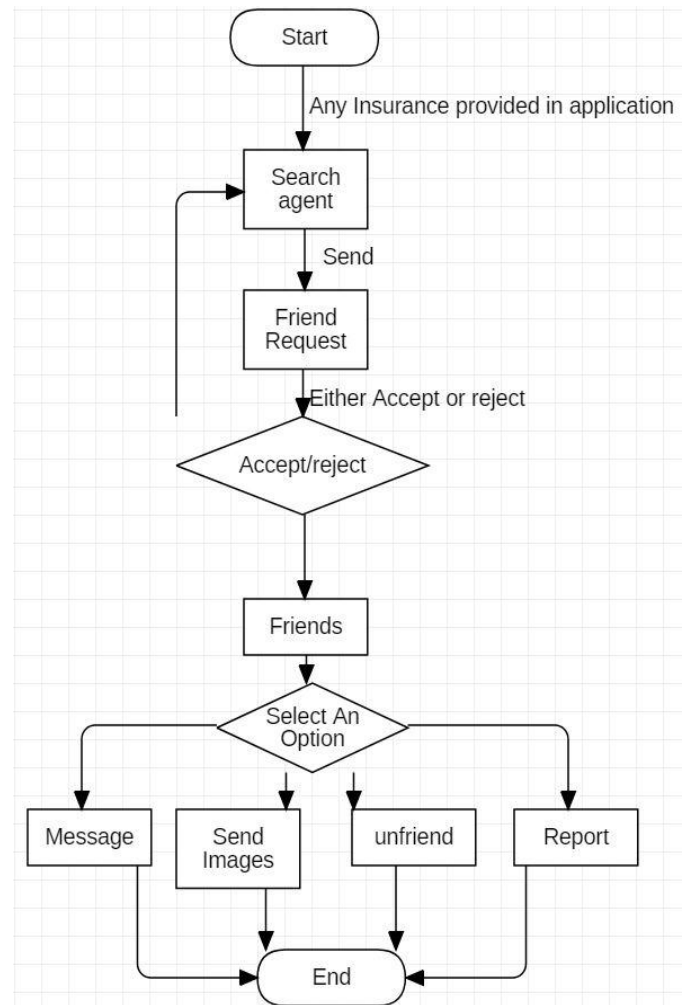 Start
Any Insurance provided in application
Search
agent
Send
Friend
Request
Either Accept or reject
Accept/reject
Friends
Select An
Option
Message
Send
Images
unfriend
Report
End